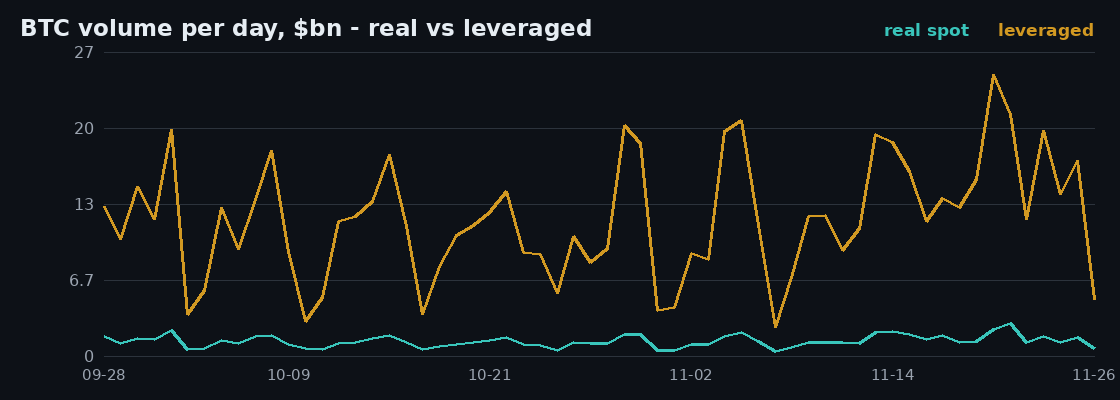 BTC volume per day, $bn - real vs leveraged
real spot leveraged
27
20
13
6.7
0
09-28 10-09 10-21 11-02 11-14 11-26